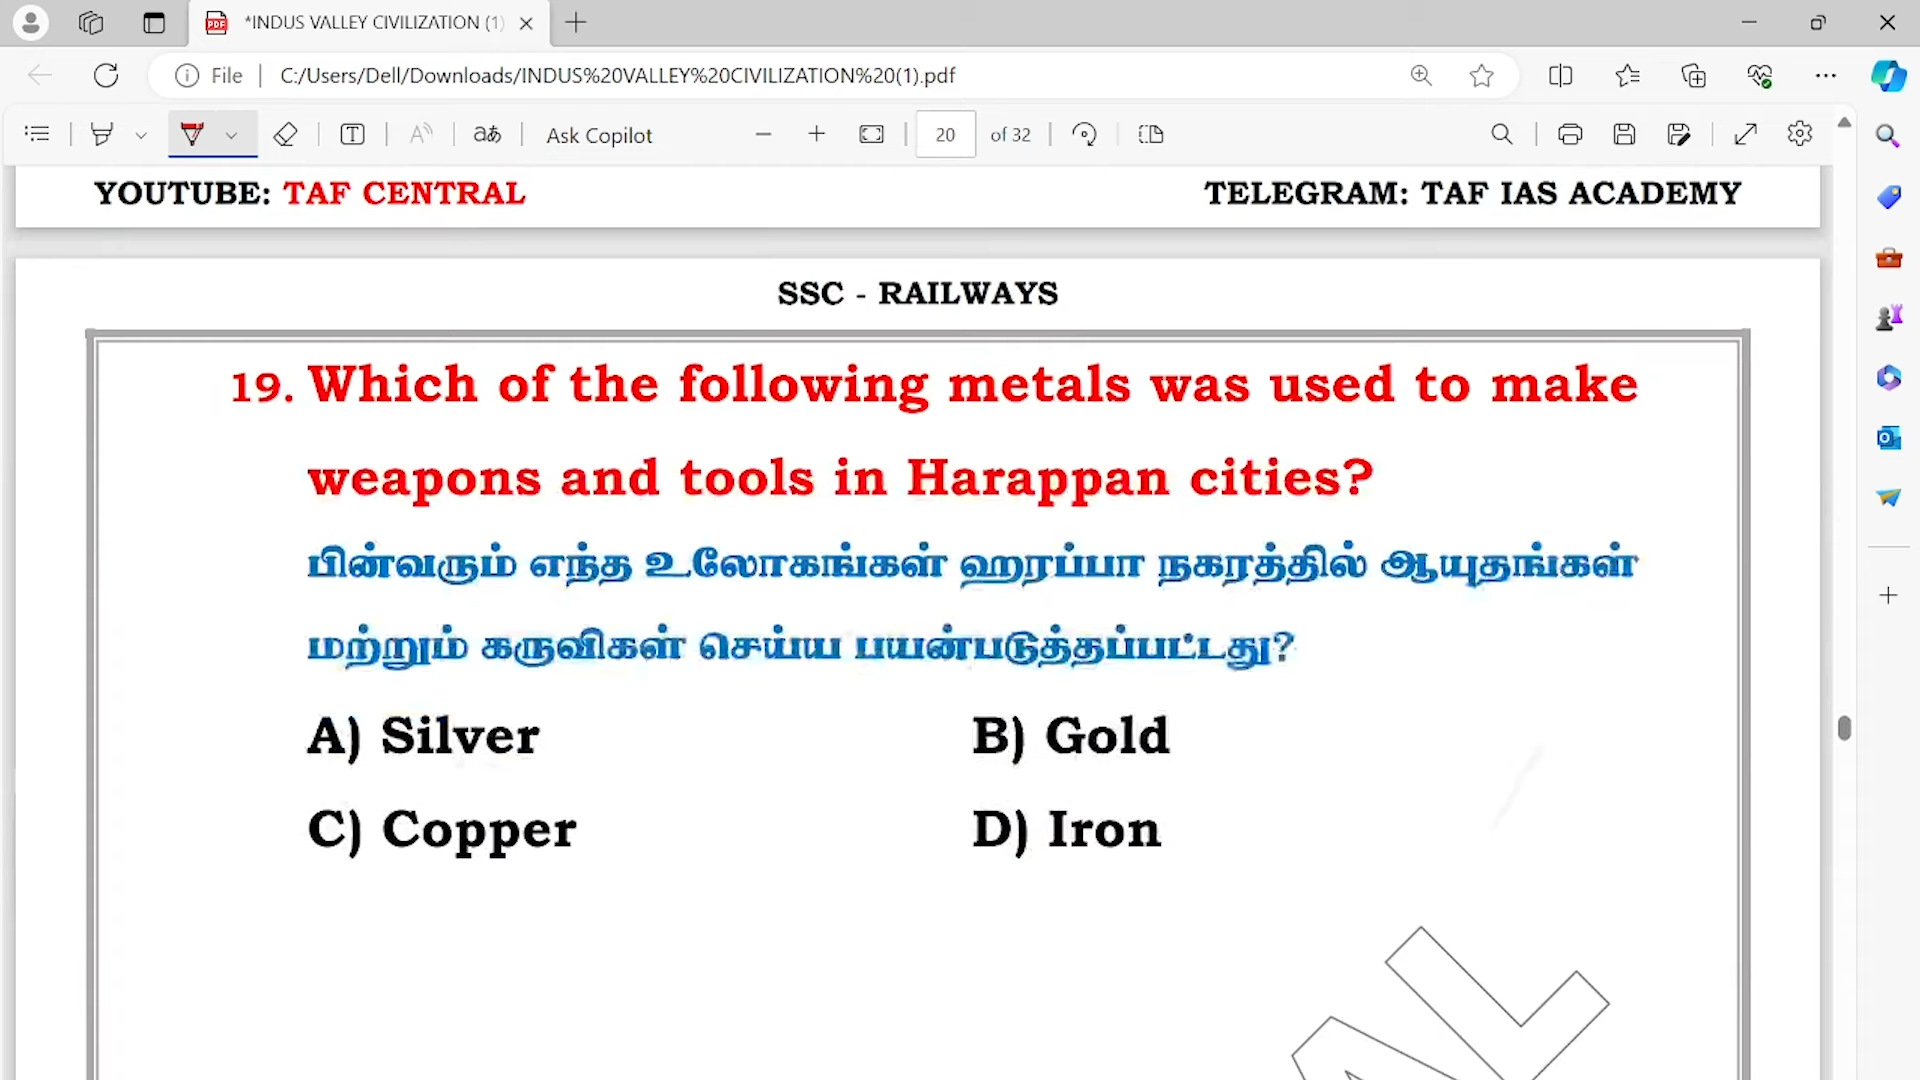 *INDUS VALLEY CIVILIZATION (1)
File
C:/Users/Dell/Downloads/INDUS%20VALLEY%20CIVILIZATION%20(1).pdf
Ask Copilot
20 of 32
YOUTUBE: TAF CENTRAL
TELEGRAM: TAF IAS ACADEMY
SSC - RAILWAYS
19. Which of the following metals was used to make
weapons and tools in Harappan cities?
பின்வரும் எந்த உலோகங்கள் ஹரப்பா நகரத்தில் ஆயுதங்கள்
மற்றும் கருவிகள் செய்ய பயன்படுத்தப்பட்டது?
A) Silver
B) Gold
C) Copper
D) Iron